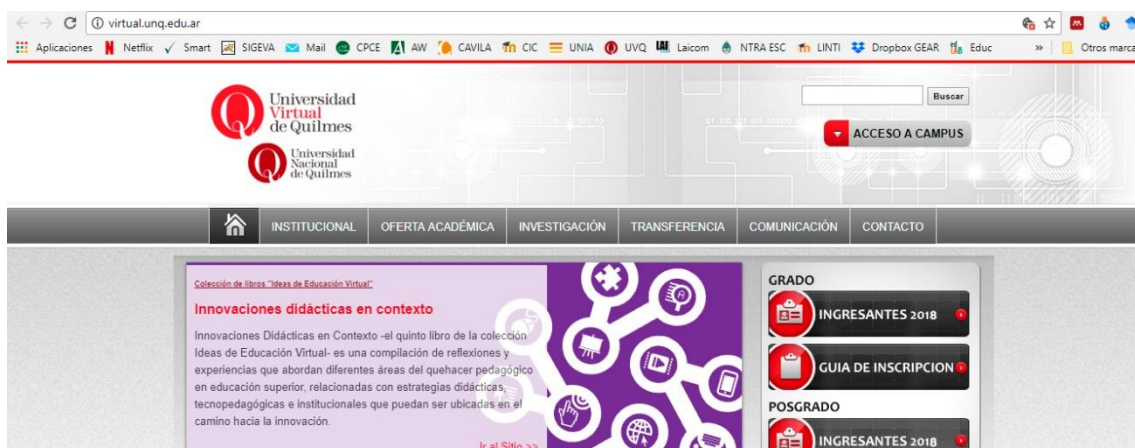 virtual.unq.edu.ar
Aplicaciones Netflix Smart SIGEVA Mail CPCE AW CAVILA CIC UNIA UVQ Laicom NTRA ESC LINTI Dropbox GEAR Educ » Otros marca
Universidad
Virtual
de Quilmes
Universidad
Nacional
de Quilmes
Buscar
ACCESO A CAMPUS
INSTITUCIONAL OFERTA ACADÉMICA INVESTIGACIÓN TRANSFERENCIA COMUNICACIÓN CONTACTO
Colección de libros "Ideas de Educación Virtual"
Innovaciones didácticas en contexto
Innovaciones Didácticas en Contexto -el quinto libro de la colección
Ideas de Educación Virtual- es una compilación de reflexiones y
experiencias que abordan diferentes áreas del quehacer pedagógico
en educación superior, relacionadas con estrategias didácticas,
tecnopedagógicas e institucionales que puedan ser ubicadas en el
camino hacia la innovación.
Ir al Sitio >>
GRADO
INGRESANTES 2018
GUIA DE INSCRIPCION
POSGRADO
INGRESANTES 2018